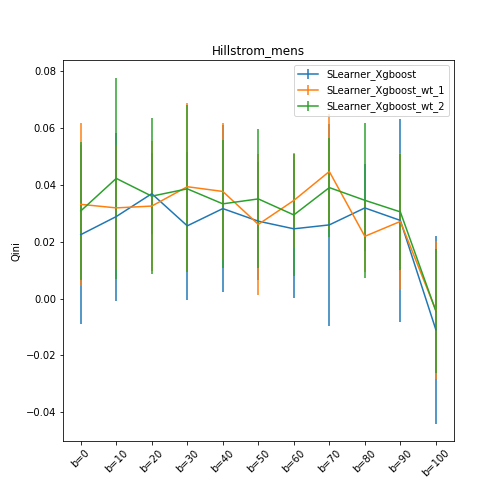 Hillstrom_mens
SLearner_Xgboost
SLearner_Xgboost_wt_1
SLearner_Xgboost_wt_2
Qini
0.08
0.06
0.04
0.02
0.00
−0.02
−0.04
b=0
b=10
b=20
b=30
b=40
b=50
b=60
b=70
b=80
b=90
b=100